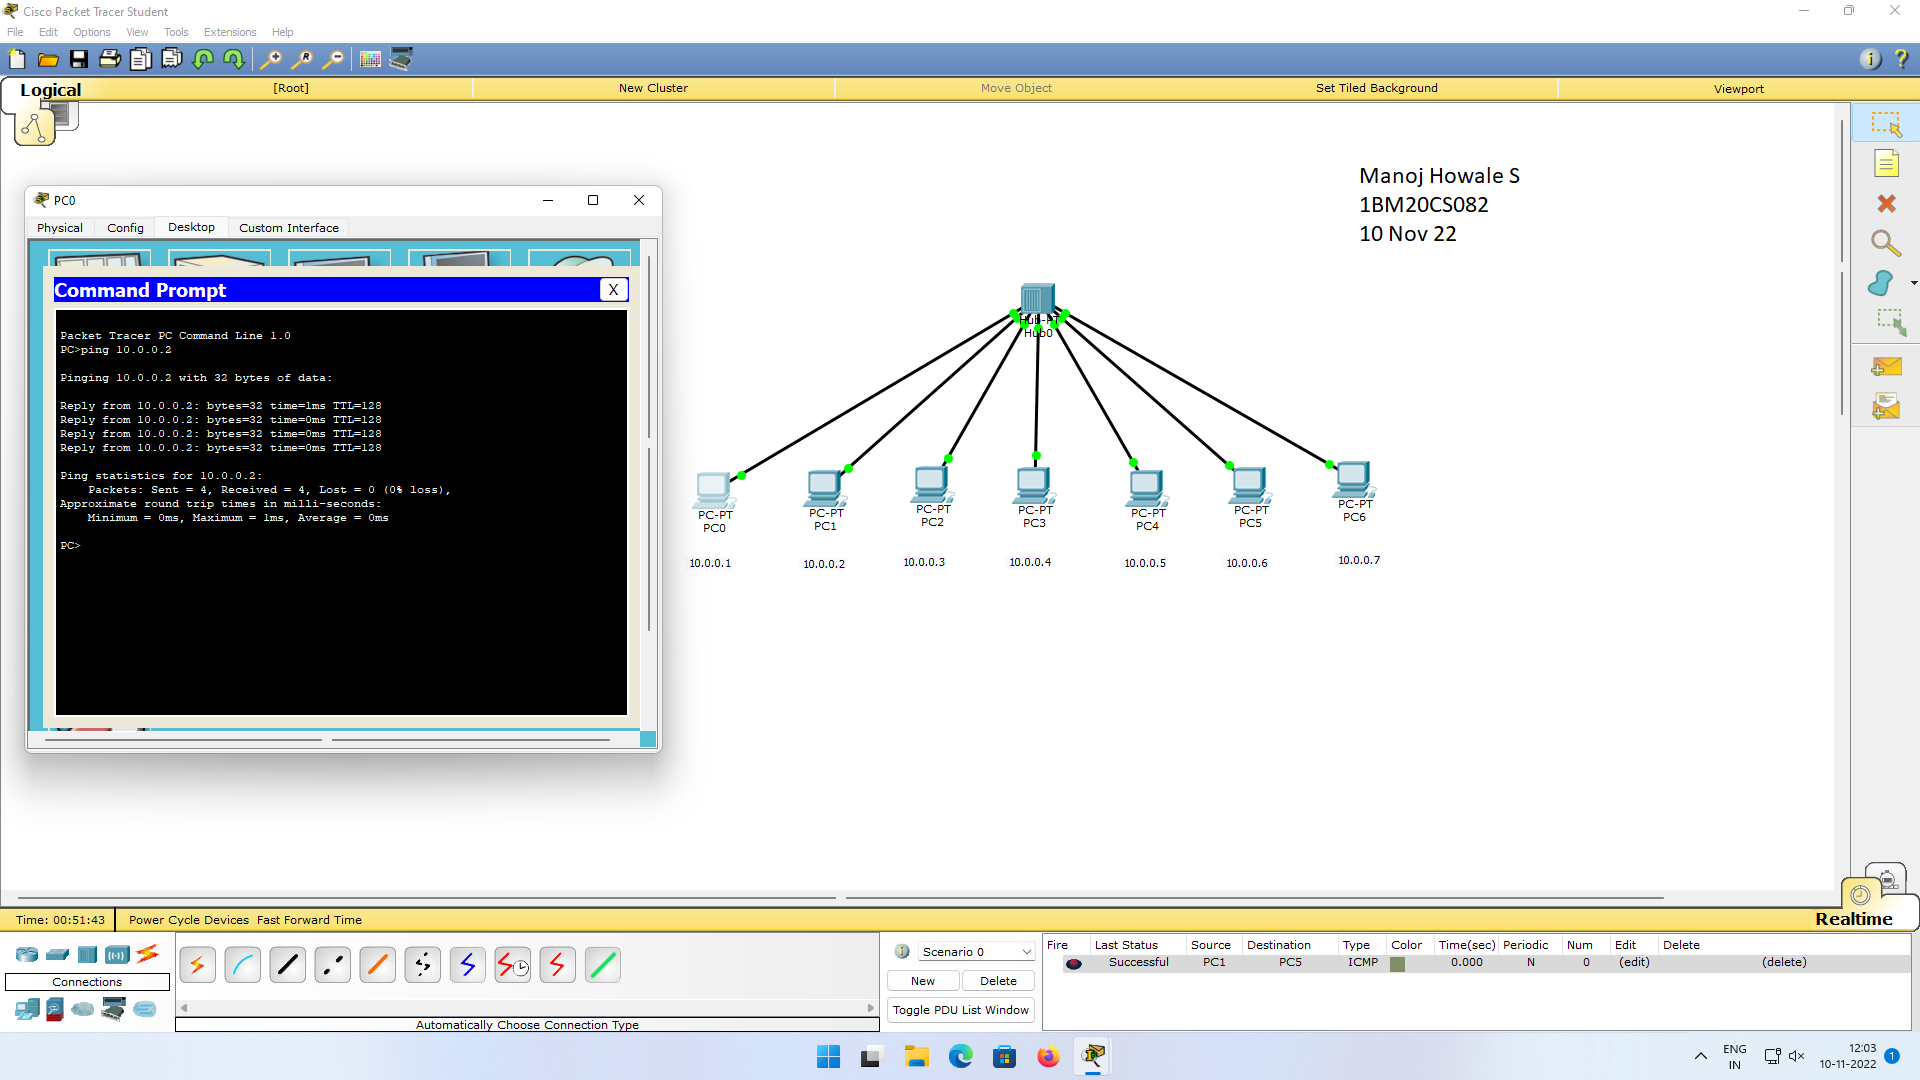 Cisco Packet Tracer Student
File Edit Options View Tools Extensions Help
Logical [Root] New Cluster Move Object Set Tiled Background Viewport
Manoj Howale S
1BM20CS082
10 Nov 22
PC0
Physical Config Desktop Custom Interface
Command Prompt X
Packet Tracer PC Command Line 1.0
PC>ping 10.0.0.2
Pinging 10.0.0.2 with 32 bytes of data:
Reply from 10.0.0.2: bytes=32 time=1ms TTL=128
Reply from 10.0.0.2: bytes=32 time=0ms TTL=128
Reply from 10.0.0.2: bytes=32 time=0ms TTL=128
Reply from 10.0.0.2: bytes=32 time=0ms TTL=128
Ping statistics for 10.0.0.2:
Packets: Sent = 4, Received = 4, Lost = 0 (0% loss),
Approximate round trip times in milli-seconds:
Minimum = 0ms, Maximum = 1ms, Average = 0ms
PC>
Hub-PT
Hub0
PC-PT
PC0
10.0.0.1
PC-PT
PC1
10.0.0.2
PC-PT
PC2
10.0.0.3
PC-PT
PC3
10.0.0.4
PC-PT
PC4
10.0.0.5
PC-PT
PC5
10.0.0.6
PC-PT
PC6
10.0.0.7
Time: 00:51:43 Power Cycle Devices Fast Forward Time
Realtime
Connections
Automatically Choose Connection Type
Scenario 0
New Delete
Toggle PDU List Window
Fire Last Status Source Destination Type Color Time(sec) Periodic Num Edit Delete
Successful PC1 PC5 ICMP 0.000 N 0 (edit) (delete)
ENG
IN
12:03
10-11-2022
1